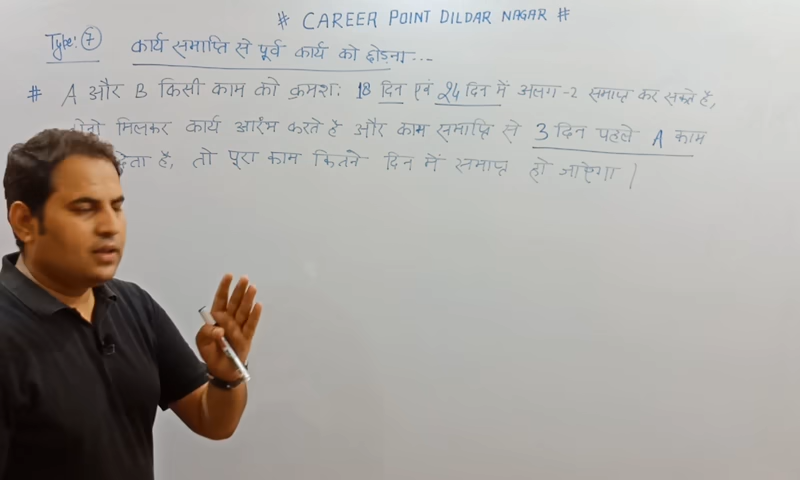 # CAREER POINT DILDAR NAGAR #
Type:- 7 कार्य समाप्ति से पूर्व कार्य को छोड़ना...
# A और B किसी काम को क्रमशः 18 दिन एवं 24 दिन में अलग-2 समाप्त कर सकते है,
मिलकर कार्य आरंभ करते है और काम समाप्ति से 3 दिन पहले A काम
देता है, तो पूरा काम कितने दिन में समाप्त हो जाऐगा |